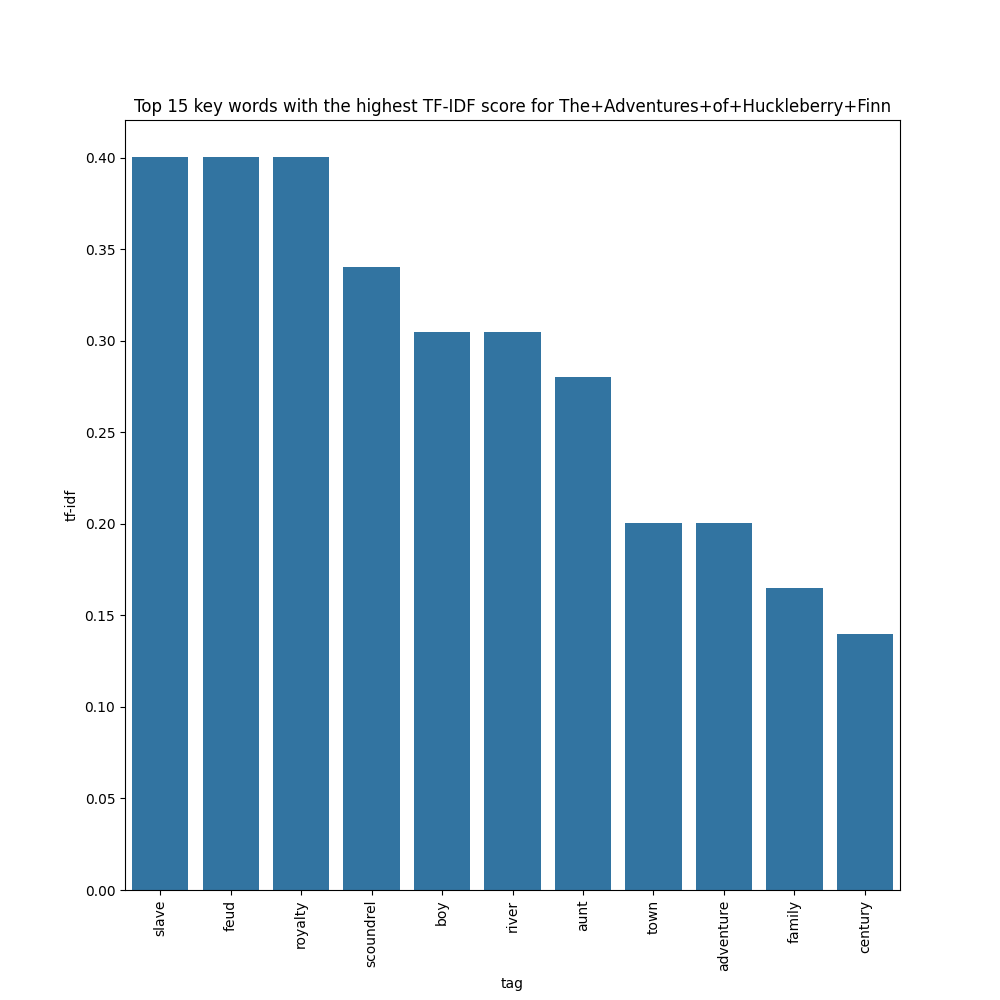 Top 15 key words with the highest TF-IDF score for The+Adventures+of+Huckleberry+Finn
0.40
0.35
0.30
0.25
0.20
0.15
0.10
0.05
0.00
tf-idf
slave
feud
royalty
scoundrel
boy
river
aunt
town
adventure
family
century
tag